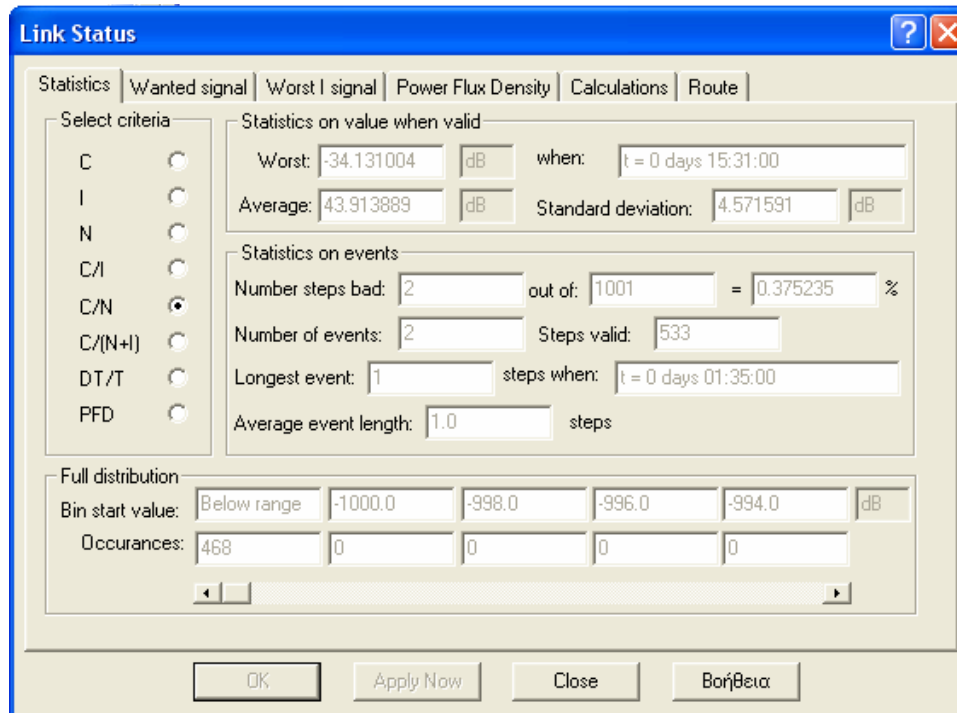 Link Status
Statistics Wanted signal Worst I signal Power Flux Density Calculations Route
Select criteria
C
I
N
C/I
C/N
C/(N+I)
DT/T
PFD
Statistics on value when valid
Worst: -34.131004 dB when: t = 0 days 15:31:00
Average: 43.913889 dB Standard deviation: 4.571591 dB
Statistics on events
Number steps bad: 2 out of: 1001 = 0.375235 %
Number of events: 2 Steps valid: 533
Longest event: 1 steps when: t = 0 days 01:35:00
Average event length: 1.0 steps
Full distribution
Bin start value: Below range -1000.0 -998.0 -996.0 -994.0 dB
Occurances: 468 0 0 0 0
OK Apply Now Close Βοήθεια